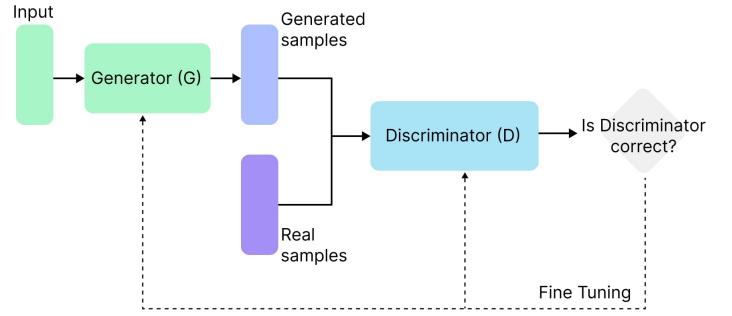 Input
Generated
samples
Generator (G)
Discriminator (D)
Is Discriminator
correct?
Real
samples
Fine Tuning